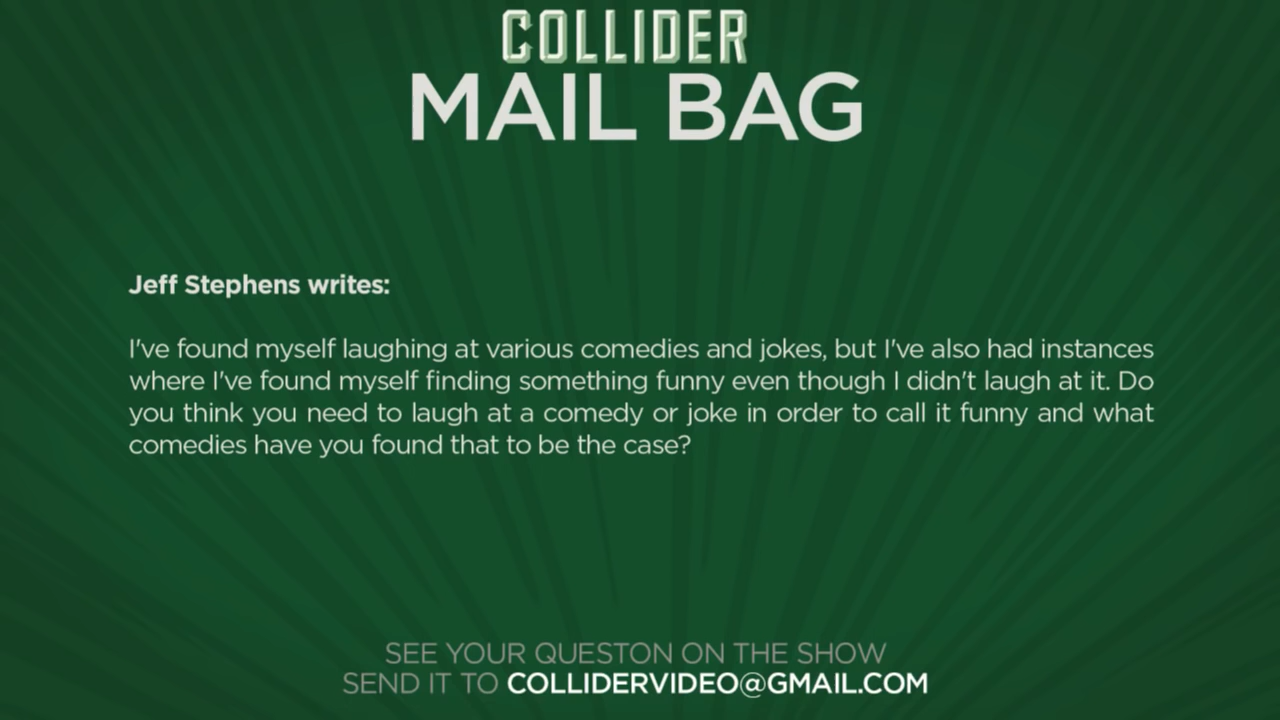 COLLIDER
MAIL BAG
Jeff Stephens writes:
I've found myself laughing at various comedies and jokes, but I've also had instances
where I've found myself finding something funny even though I didn't laugh at it. Do
you think you need to laugh at a comedy or joke in order to call it funny and what
comedies have you found that to be the case?
SEE YOUR QUESTON ON THE SHOW
SEND IT TO COLLIDERVIDEO@GMAIL.COM